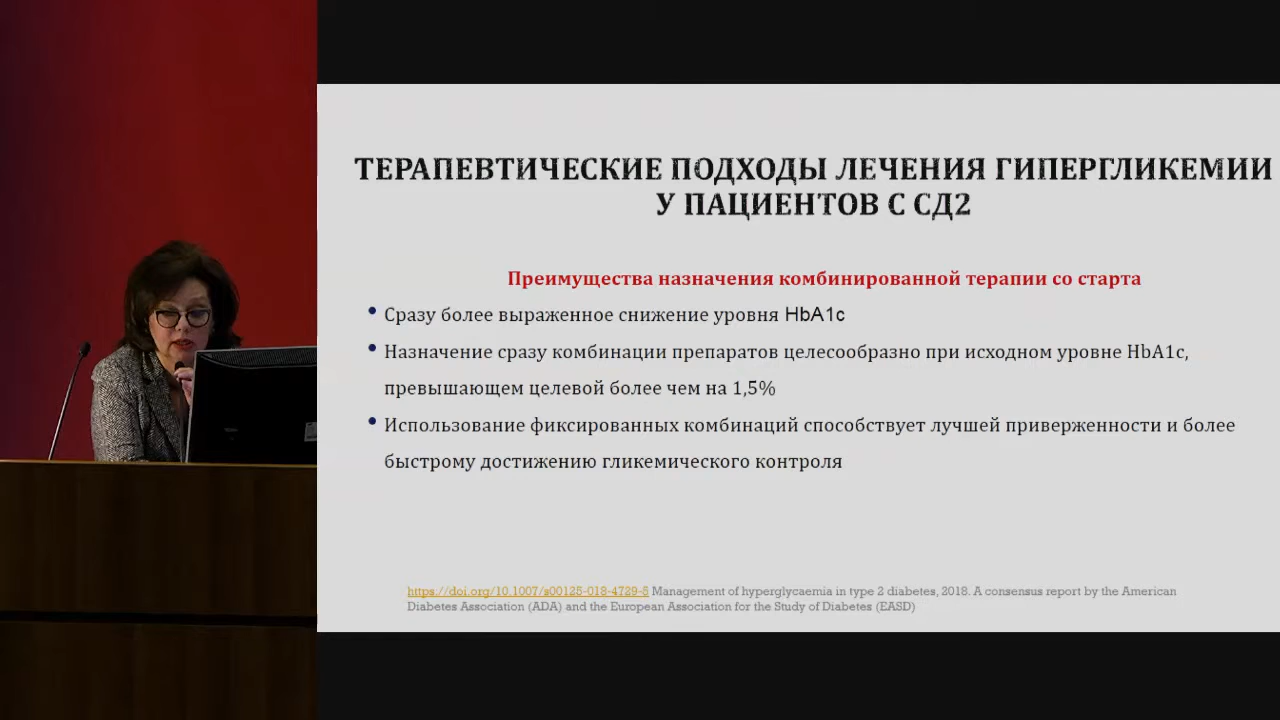 ТЕРАПЕВТИЧЕСКИЕ ПОДХОДЫ ЛЕЧЕНИЯ ГИПЕРГЛИКЕМИИ
У ПАЦИЕНТОВ С СД2
Преимущества назначения комбинированной терапии со старта
• Сразу более выраженное снижение уровня HbA1c
• Назначение сразу комбинации препаратов целесообразно при исходном уровне HbA1c,
превышающем целевой более чем на 1,5%
• Использование фиксированных комбинаций способствует лучшей приверженности и более
быстрому достижению гликемического контроля
https://doi.org/10.1007/s00125-018-4729-5 Management of hyperglycaemia in type 2 diabetes, 2018. A consensus report by the American
Diabetes Association (ADA) and the European Association for the Study of Diabetes (EASD)